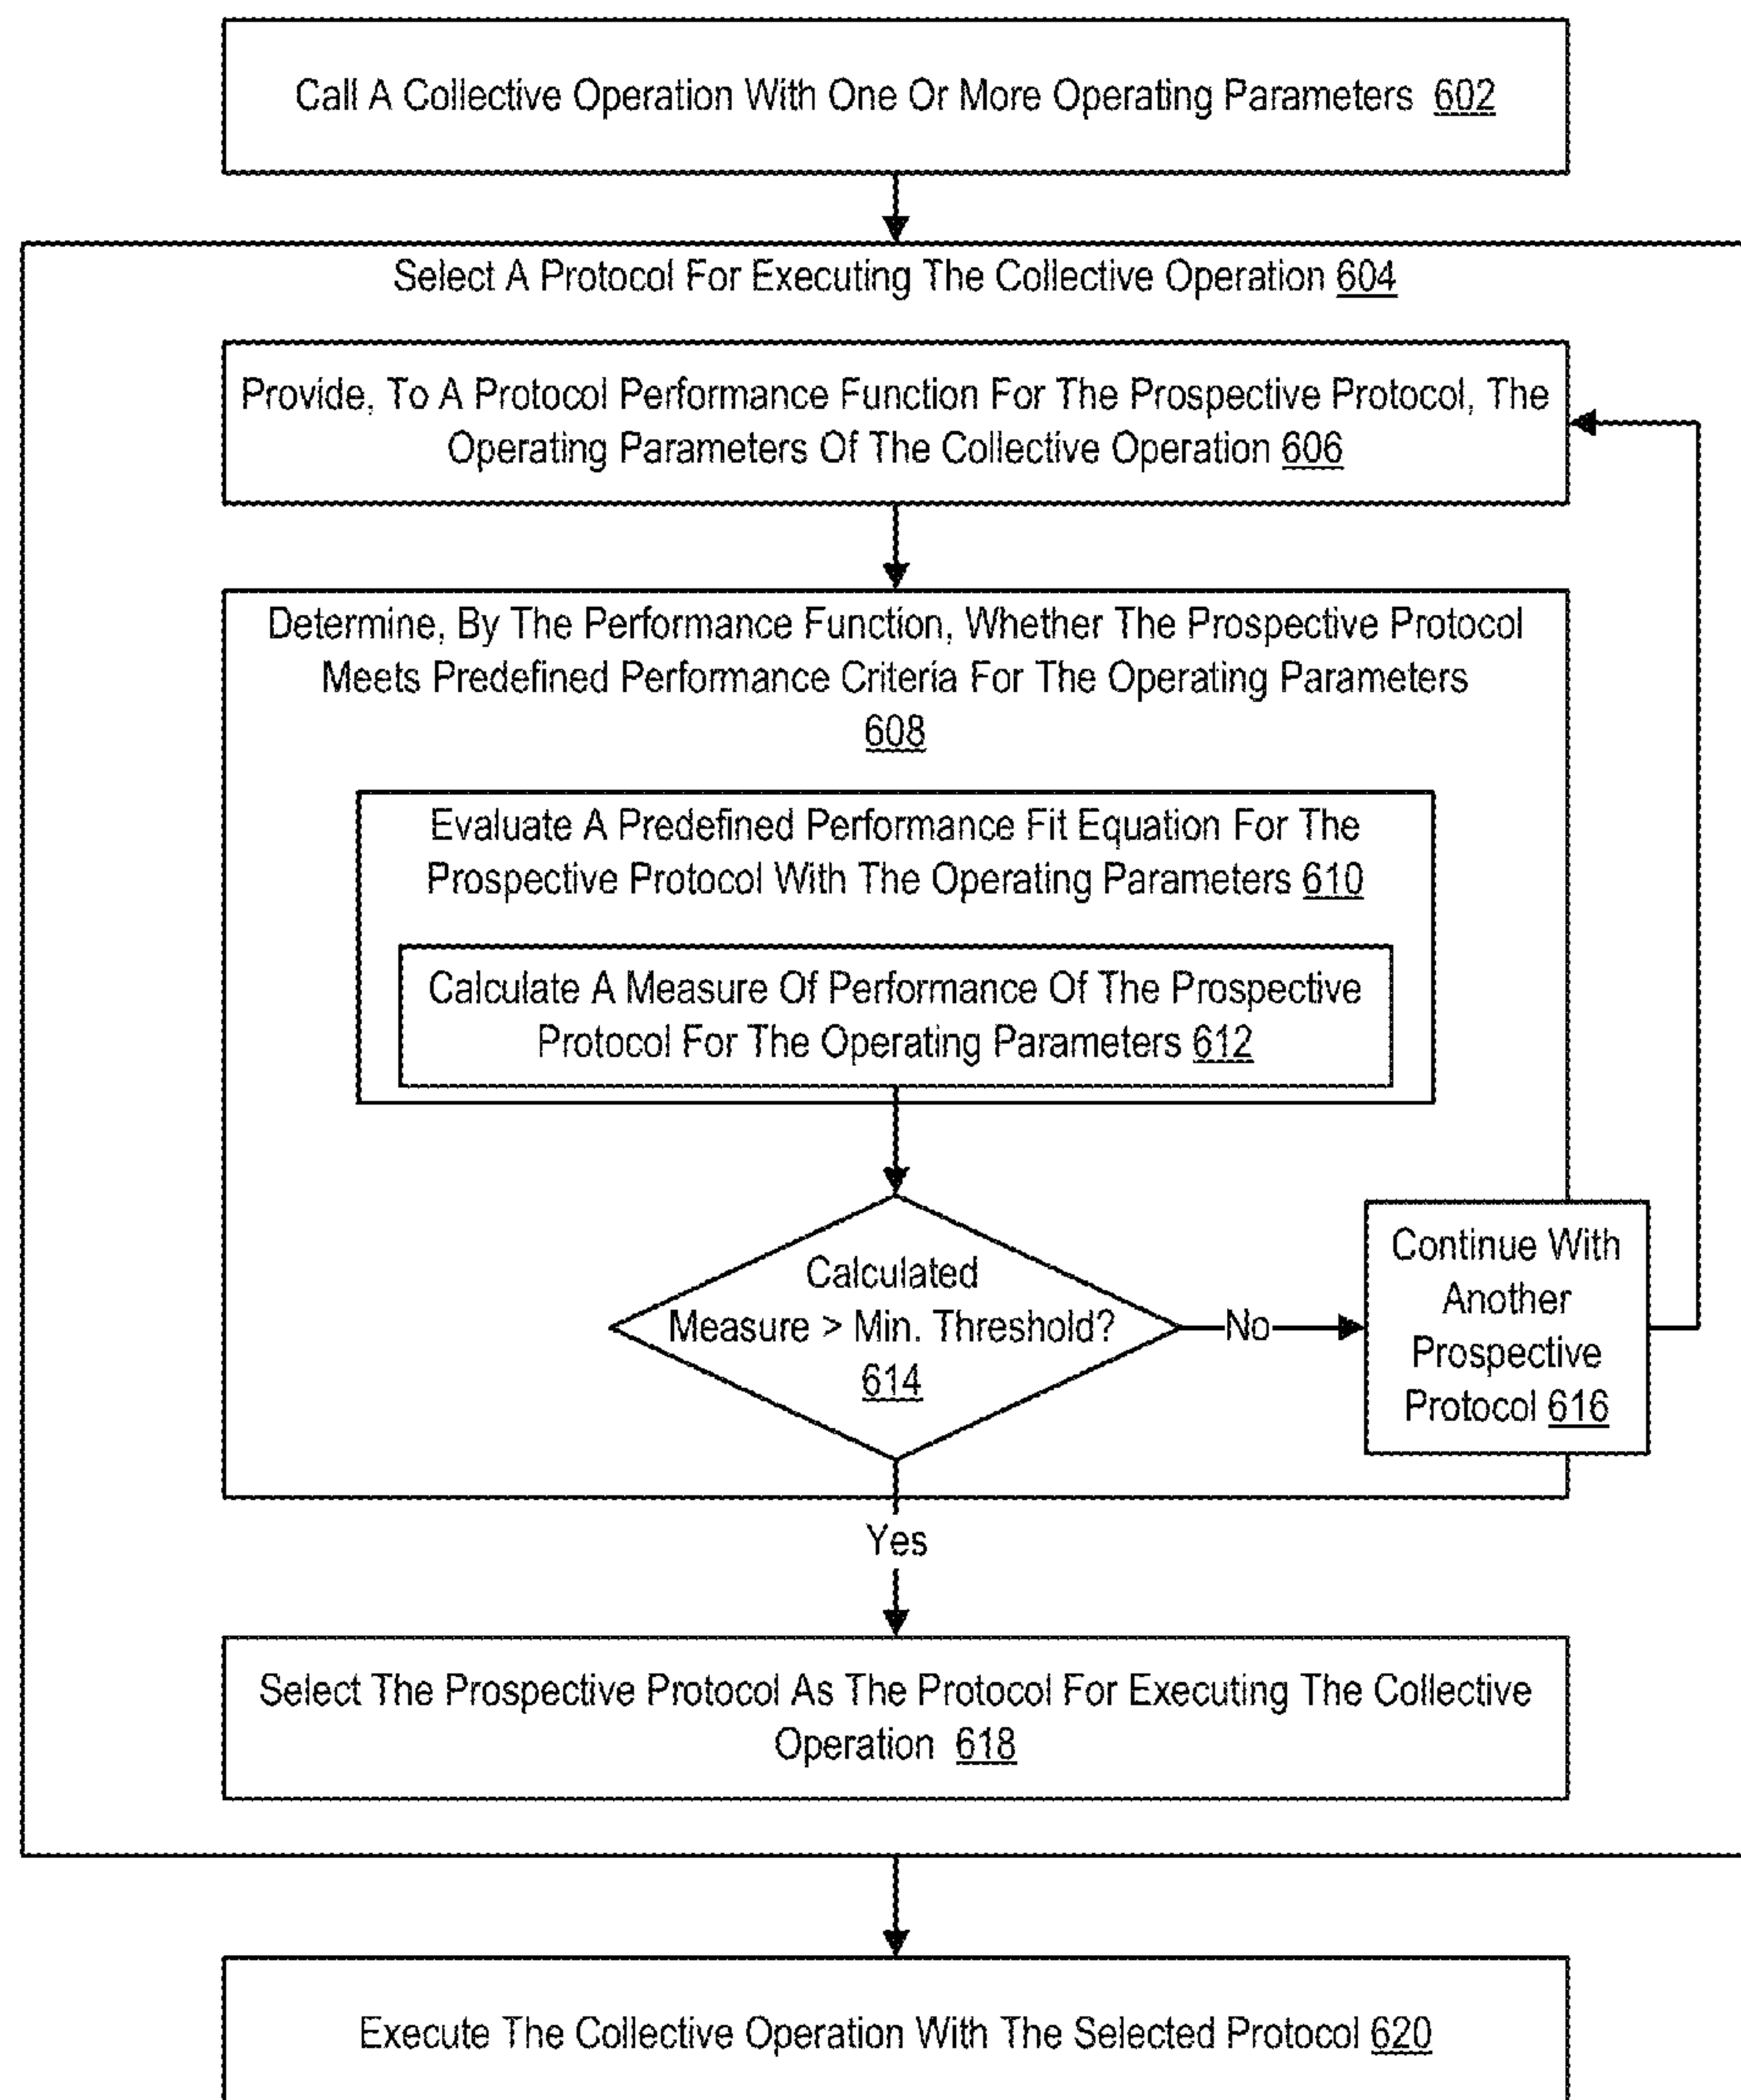 Call A Collective Operation With One Or More Operating Parameters 602
Select A Protocol For Executing The Collective Operation 604
Provide, To A Protocol Performance Function For The Prospective Protocol, The
Operating Parameters Of The Collective Operation 606
Determine, By The Performance Function, Whether The Prospective Protocol
Meets Predefined Performance Criteria For The Operating Parameters
608
Evaluate A Predefined Performance Fit Equation For The
Prospective Protocol With The Operating Parameters 610
Calculate A Measure Of Performance Of The Prospective
Protocol For The Operating Parameters 612
Calculated
Measure > Min. Threshold?
614
No
Continue With
Another
Prospective
Protocol 616
Yes
Select The Prospective Protocol As The Protocol For Executing The Collective
Operation 618
Execute The Collective Operation With The Selected Protocol 620